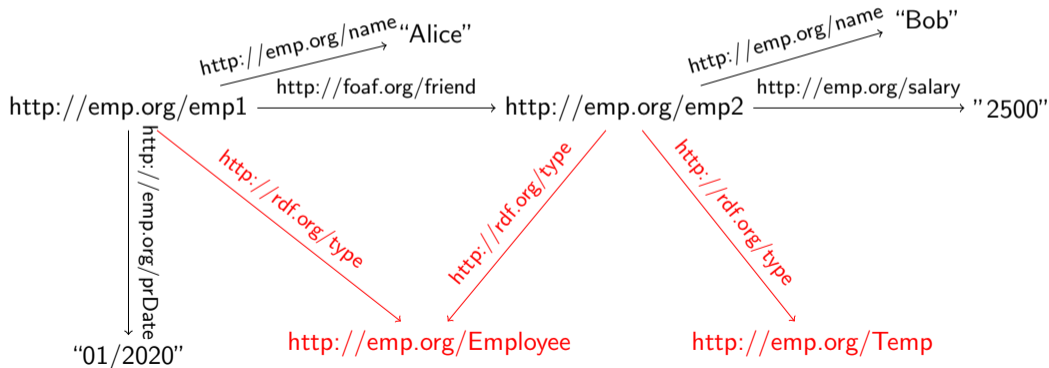 http://emp.org/name
“Alice”
http://emp.org/name
“Bob”
http://emp.org/emp1
http://foaf.org/friend
http://emp.org/emp2
http://emp.org/salary
”2500”
http://emp.org/prDate
http://rdf.org/type
http://rdf.org/type
http://rdf.org/type
“01/2020”
http://emp.org/Employee
http://emp.org/Temp